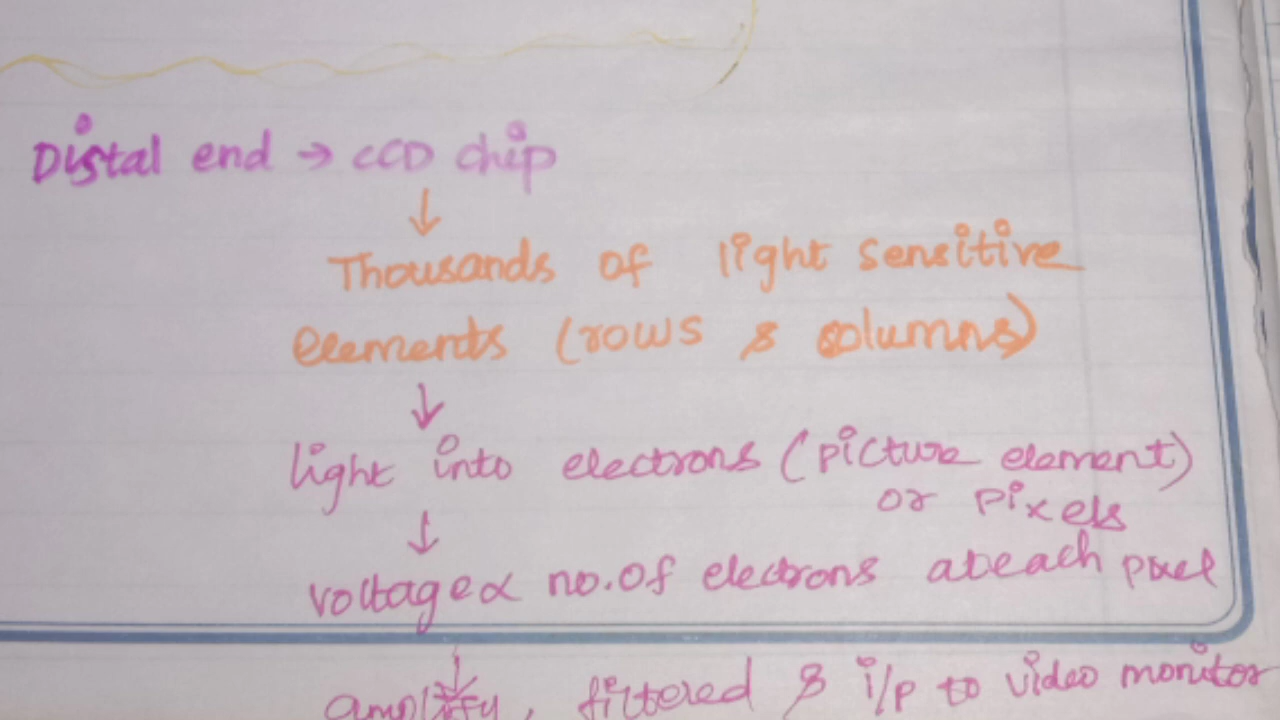 Distal end → CCD chip
↓
Thousands of light sensitive
elements (rows & columns)
↓
light into electrons (picture element)
or pixels
↓
voltage ∝ no. of electrons at each pixel
↓
amplify, filtered & i/p to video monitor